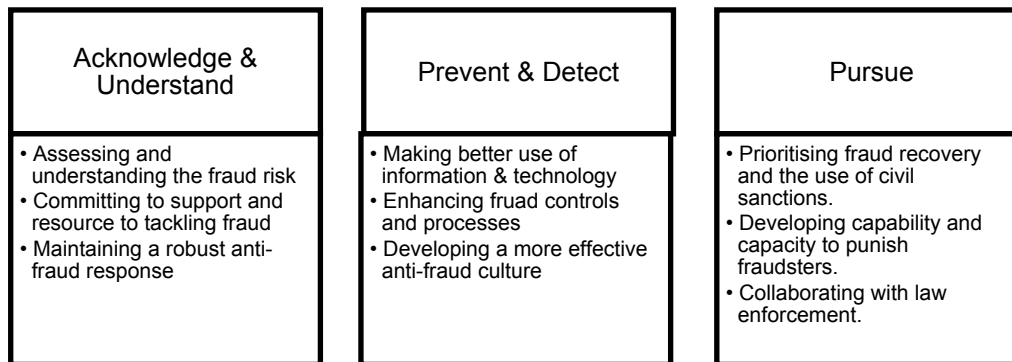 Acknowledge &
Understand
• Assessing and
understanding the fraud risk
• Committing to support and
resource to tackling fraud
• Maintaining a robust anti-
fraud response
Prevent & Detect
• Making better use of
information & technology
• Enhancing fruad controls
and processes
• Developing a more effective
anti-fraud culture
Pursue
• Prioritising fraud recovery
and the use of civil
sanctions.
• Developing capability and
capacity to punish
fraudsters.
• Collaborating with law
enforcement.